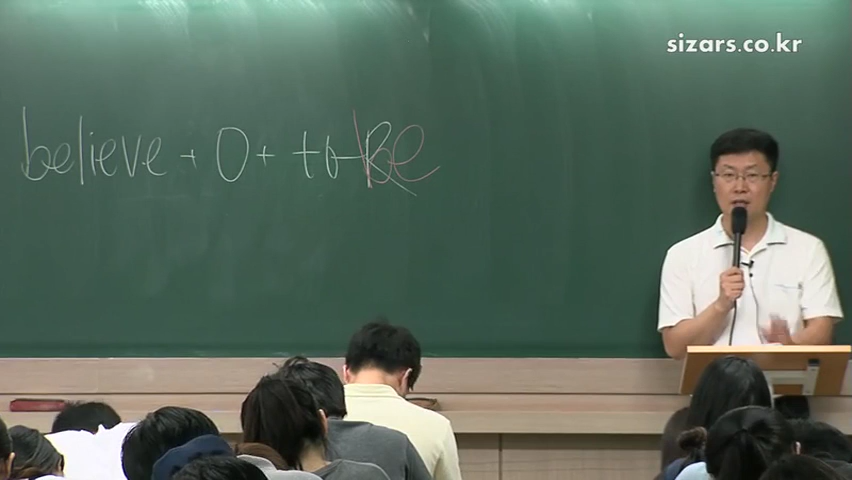 sizars.co.kr
believe + O + to be